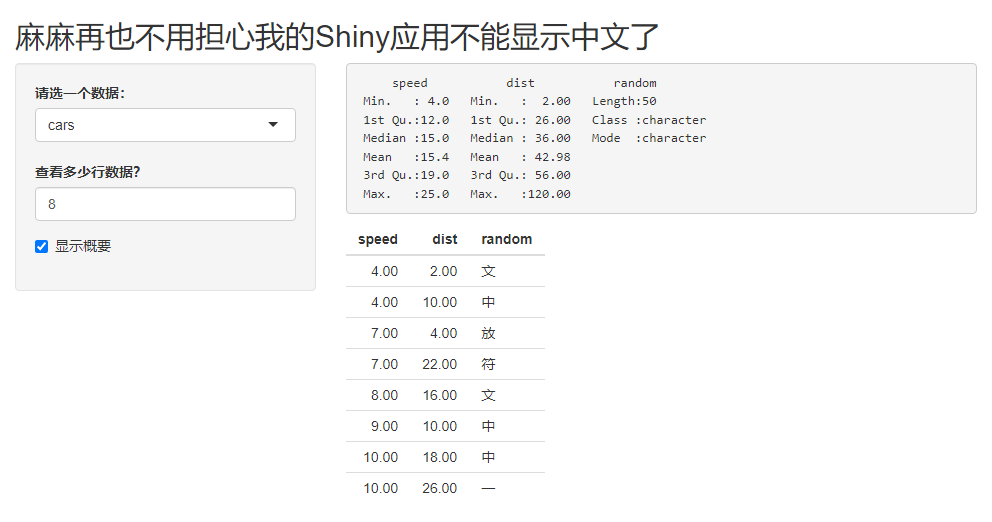 麻麻再也不用担心我的Shiny应用不能显示中文了
请选一个数据：
cars
查看多少行数据？
8
显示概要
speed dist random
Min. : 4.0 Min. : 2.00 Length:50
1st Qu.:12.0 1st Qu.: 26.00 Class :character
Median :15.0 Median : 36.00 Mode :character
Mean :15.4 Mean : 42.98
3rd Qu.:19.0 3rd Qu.: 56.00
Max. :25.0 Max. :120.00
speed dist random
4.00 2.00 文
4.00 10.00 中
7.00 4.00 放
7.00 22.00 符
8.00 16.00 文
9.00 10.00 中
10.00 18.00 中
10.00 26.00 一